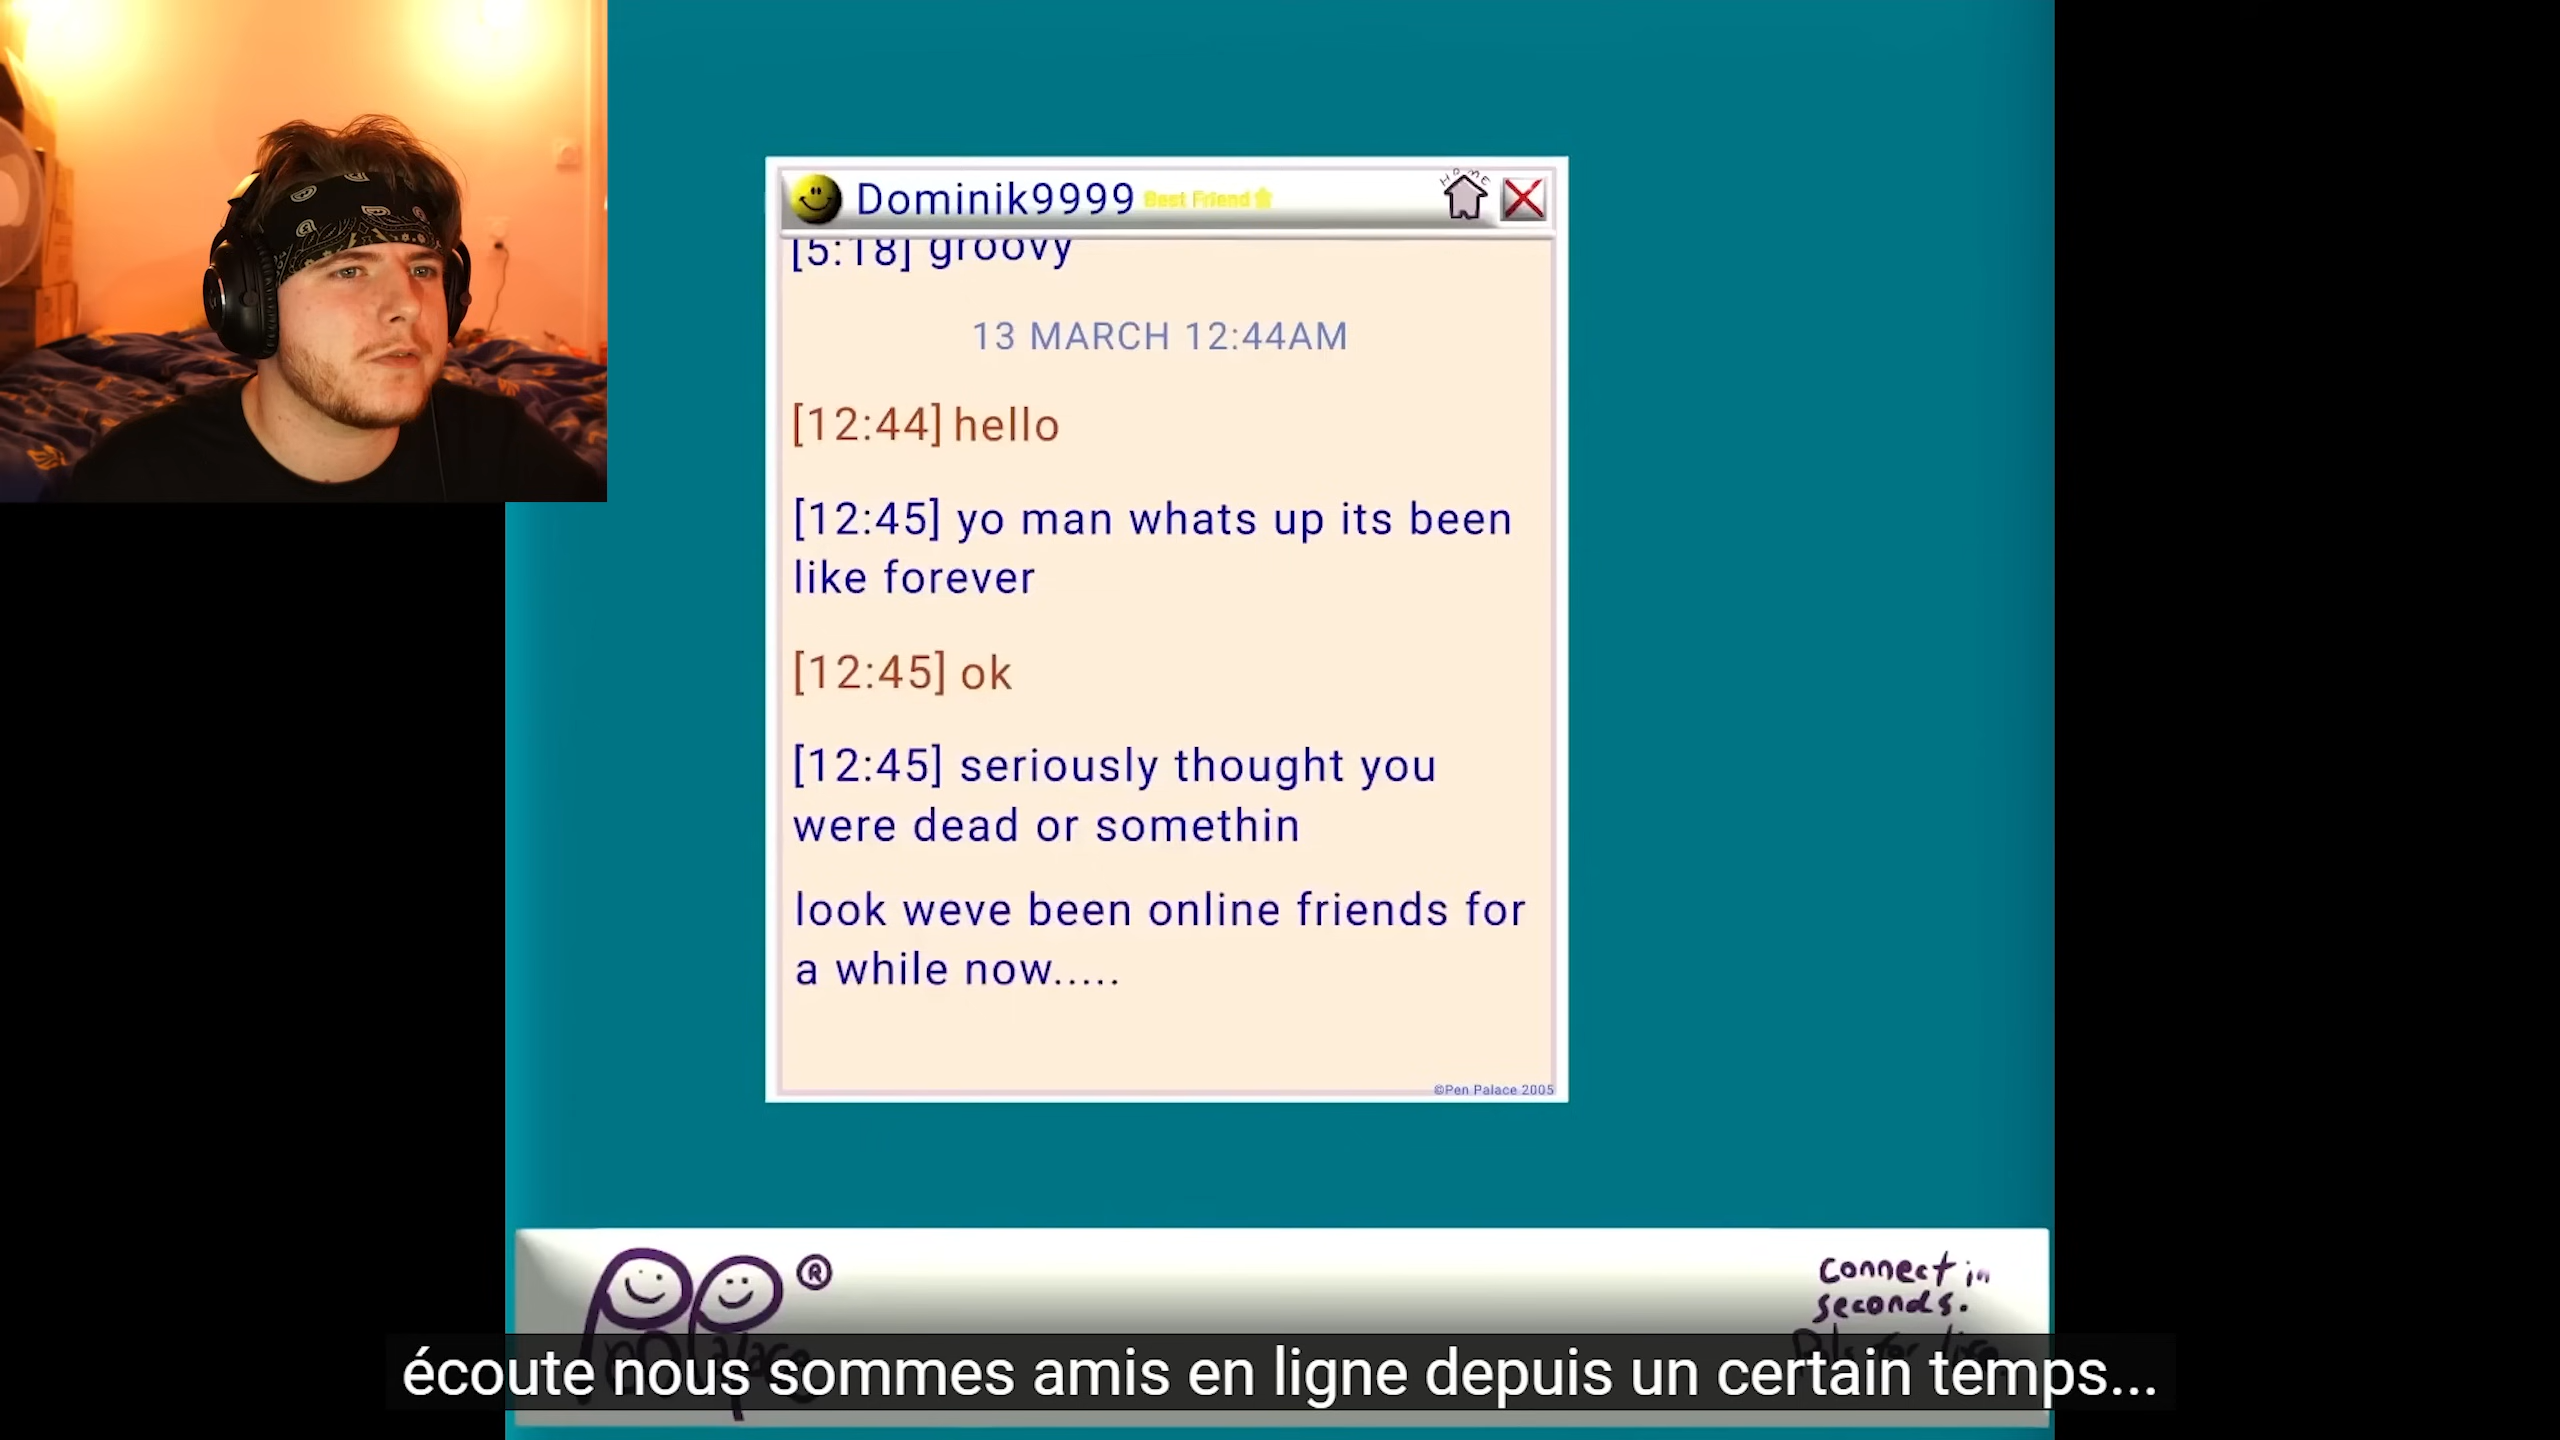 Dominik9999 Best Friend
HOME
[5:18] groovy
13 MARCH 12:44AM
[12:44] hello
[12:45] yo man whats up its been
like forever
[12:45] ok
[12:45] seriously thought you
were dead or somethin
look weve been online friends for
a while now.....
©Pen Palace 2005
®
connect in
seconds.
écoute nous sommes amis en ligne depuis un certain temps...